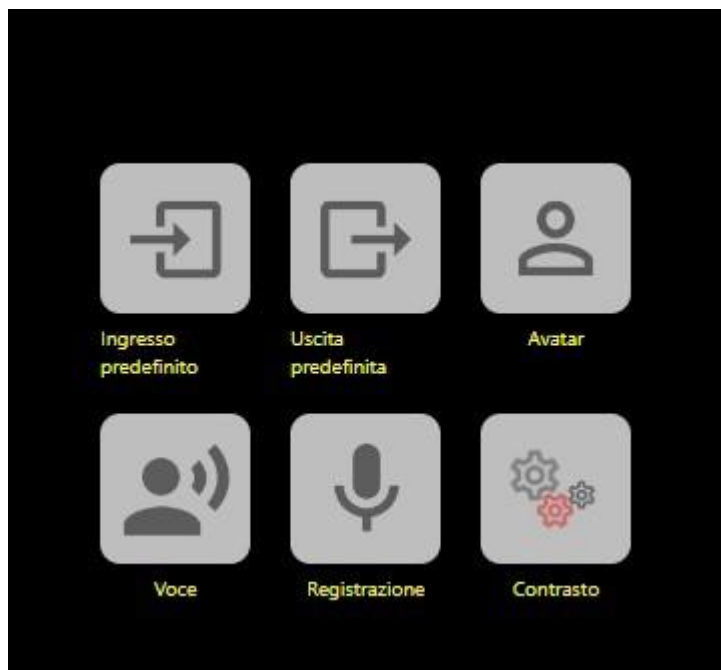 Ingresso
predefinito
Uscita
predefinita
Avatar
Voce
Registrazione
Contrasto